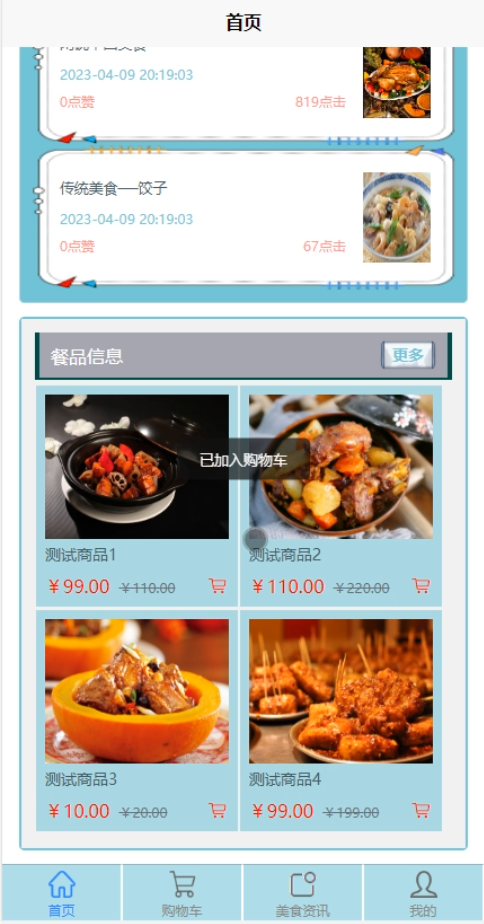 首页
2023-04-09 20:19:03
0点赞 819点击
传统美食──饺子
2023-04-09 20:19:03
0点赞 67点击
餐品信息 更多
已加入购物车
测试商品1 测试商品2
￥99.00 ￥110.00 ￥110.00 ￥220.00
测试商品3 测试商品4
￥10.00 ￥20.00 ￥99.00 ￥199.00
首页 购物车 美食资讯 我的